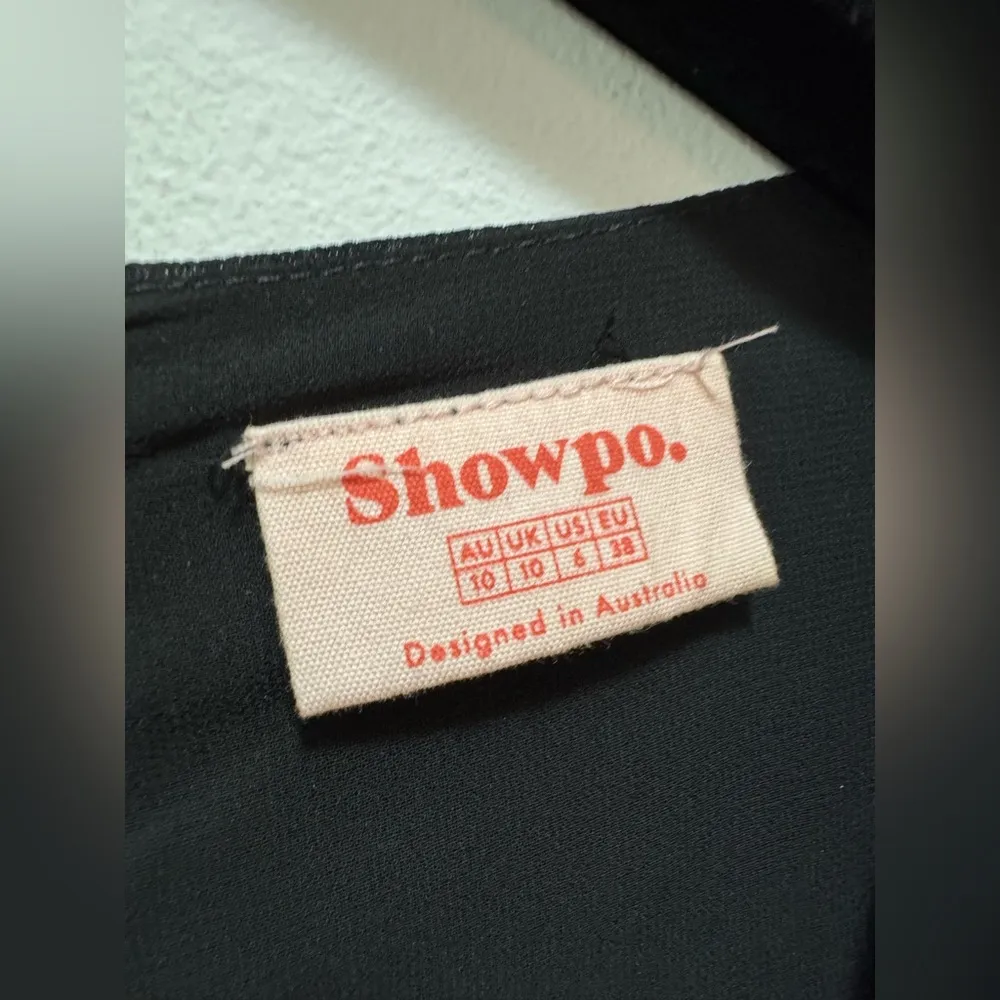 Showpo.
AU UK US EU
10 10 6 38
Designed in Australia